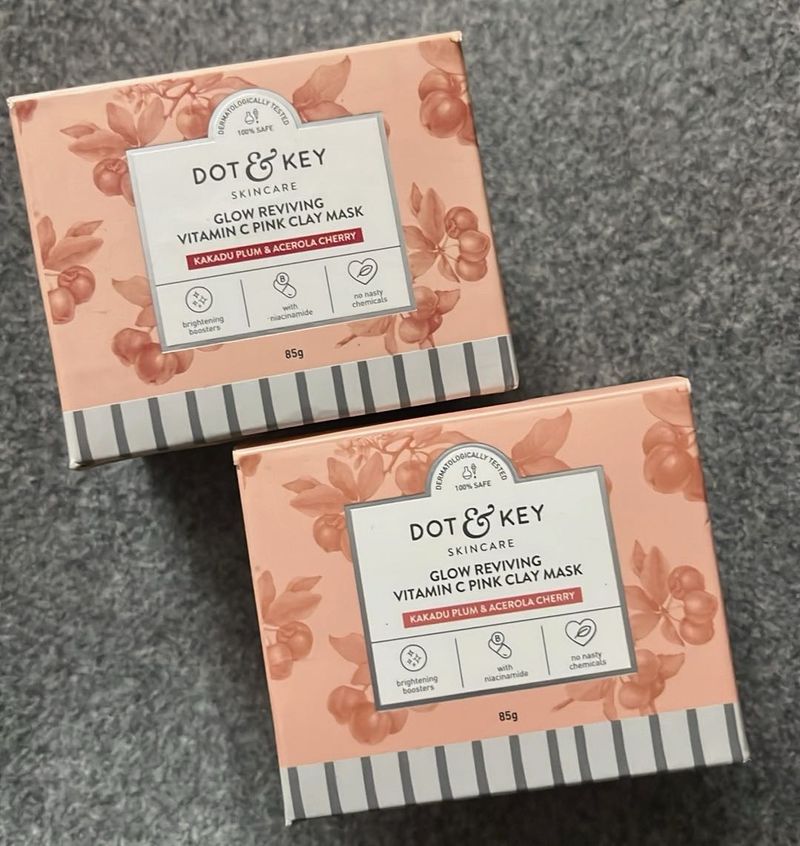 DERMATOLOGICALLY TESTED
100% SAFE
DOT & KEY
SKINCARE
GLOW REVIVING
VITAMIN C PINK CLAY MASK
KAKADU PLUM & ACEROLA CHERRY
brightening
boosters
B
with
niacinamide
no nasty
chemicals
85g
DERMATOLOGICALLY TESTED
100% SAFE
DOT & KEY
SKINCARE
GLOW REVIVING
VITAMIN C PINK CLAY MASK
KAKADU PLUM & ACEROLA CHERRY
brightening
boosters
B
with
niacinamide
no nasty
chemicals
85g